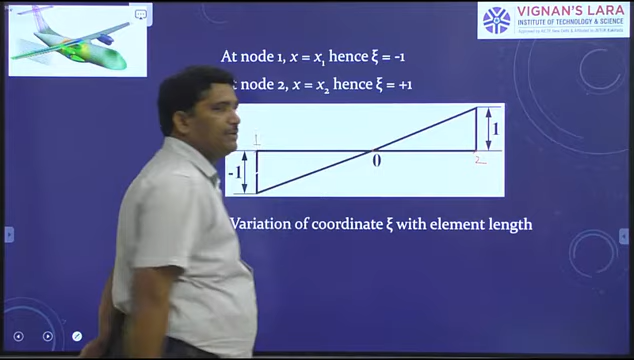 VIGNAN'S LARA
INSTITUTE OF TECHNOLOGY & SCIENCE
At node 1, x = x₁ hence ξ = -1
node 2, x = x₂ hence ξ = +1
1
1
-1
0
2
Variation of coordinate ξ with element length